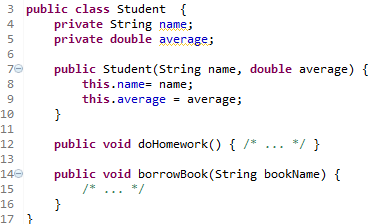 3 public class Student  {
4     private String name;
5     private double average;
6
7     public Student(String name, double average) {
8         this.name= name;
9         this.average = average;
10     }
11
12     public void doHomework() { /* ... */ }
13
14     public void borrowBook(String bookName) {
15         /* ... */
16     }
17 }